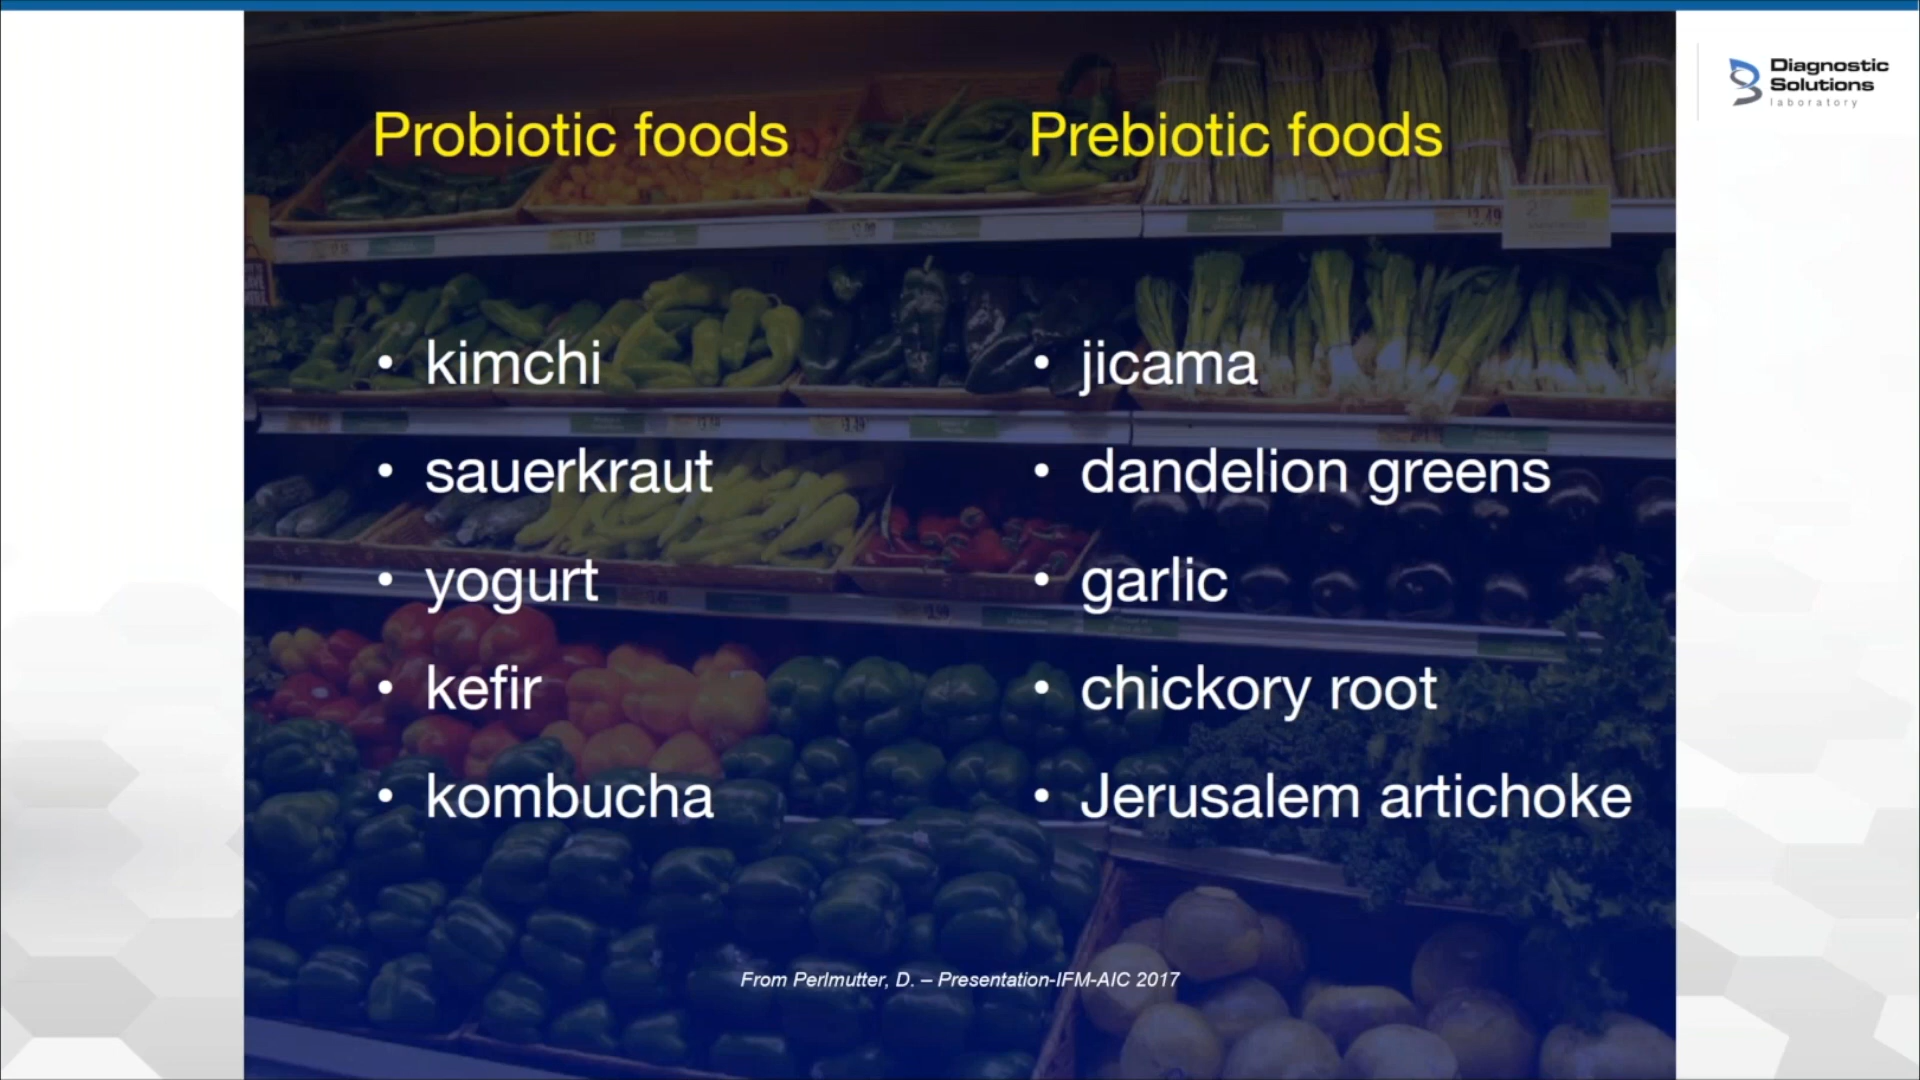 Diagnostic
Solutions
laboratory
Probiotic foods
• kimchi
• sauerkraut
• yogurt
• kefir
• kombucha
Prebiotic foods
• jicama
• dandelion greens
• garlic
• chickory root
• Jerusalem artichoke
From Perlmutter, D. – Presentation-IFM-AIC 2017